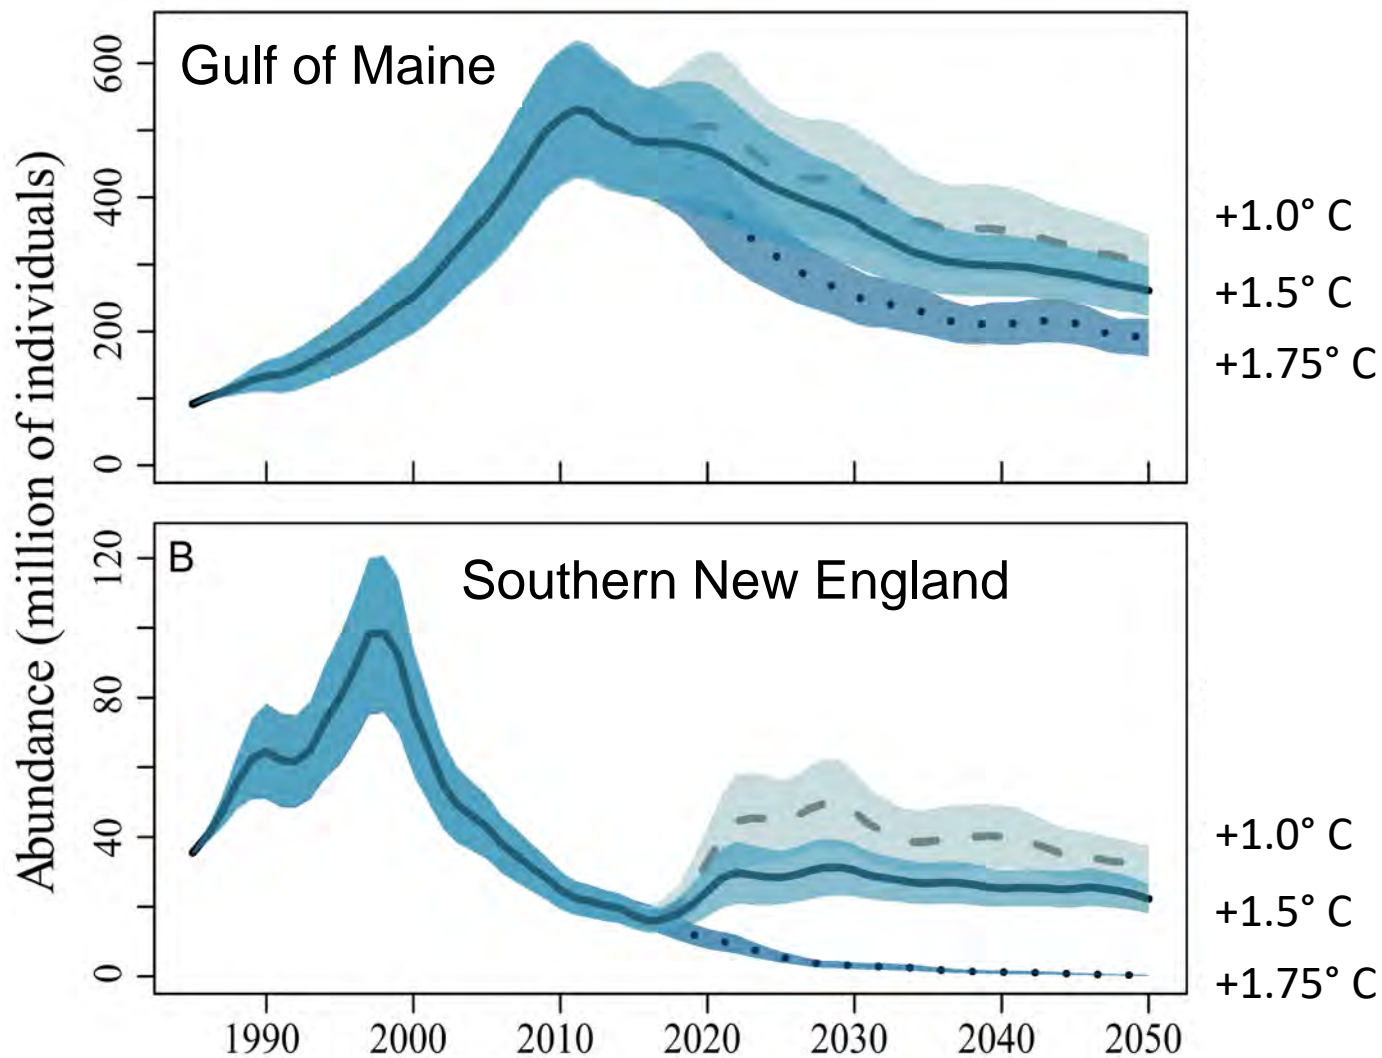 Abundance (million of individuals)
Gulf of Maine
600
400
200
0
+1.0° C
+1.5° C
+1.75° C
B
Southern New England
120
80
40
0
+1.0° C
+1.5° C
+1.75° C
1990 2000 2010 2020 2030 2040 2050